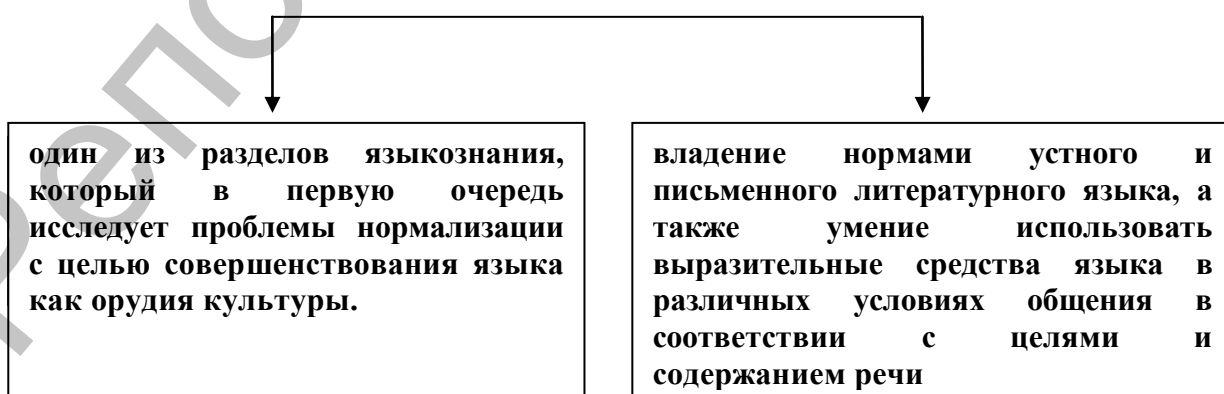 один из разделов языкознания,
который в первую очередь
исследует проблемы нормализации
с целью совершенствования языка
как орудия культуры.
владение нормами устного и
письменного литературного языка, а
также умение использовать
выразительные средства языка в
различных условиях общения в
соответствии с целями и
содержанием речи